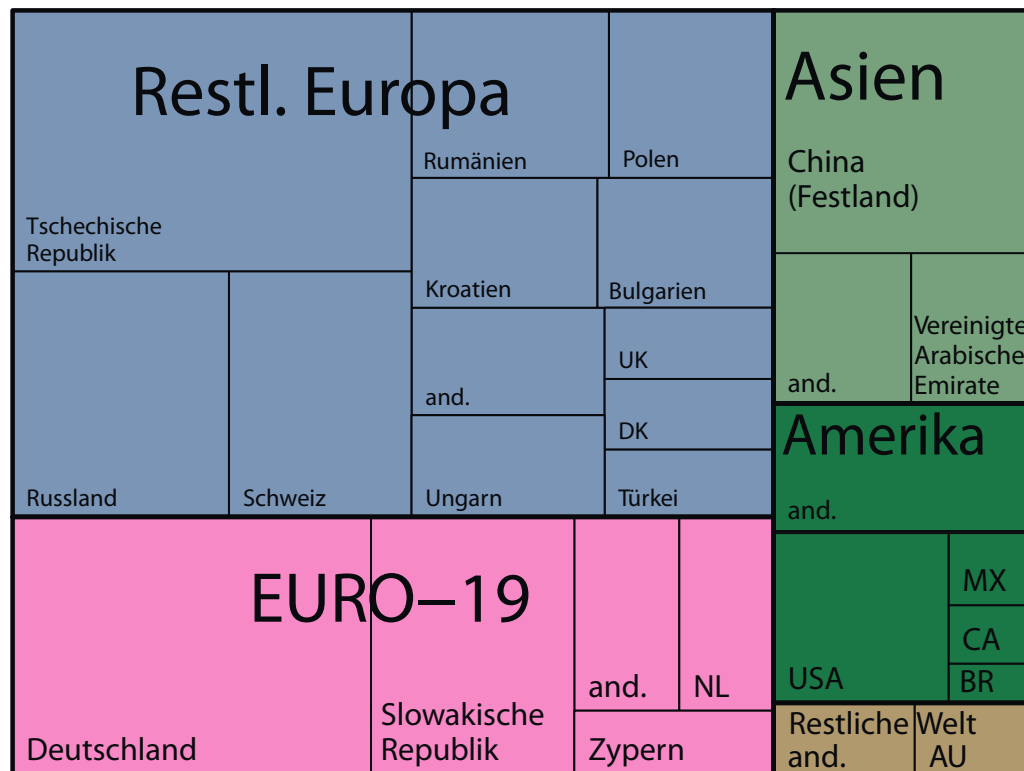 Restl. Europa
Tschechische
Republik
Rumänien
Polen
Kroatien
Bulgarien
Russland
Schweiz
and.
UK
DK
Ungarn
Türkei
EURO–19
Deutschland
Slowakische
Republik
and.
NL
Zypern
Asien
China
(Festland)
and.
Vereinigte
Arabische
Emirate
Amerika
and.
USA
MX
CA
BR
Restliche Welt
and.
AU